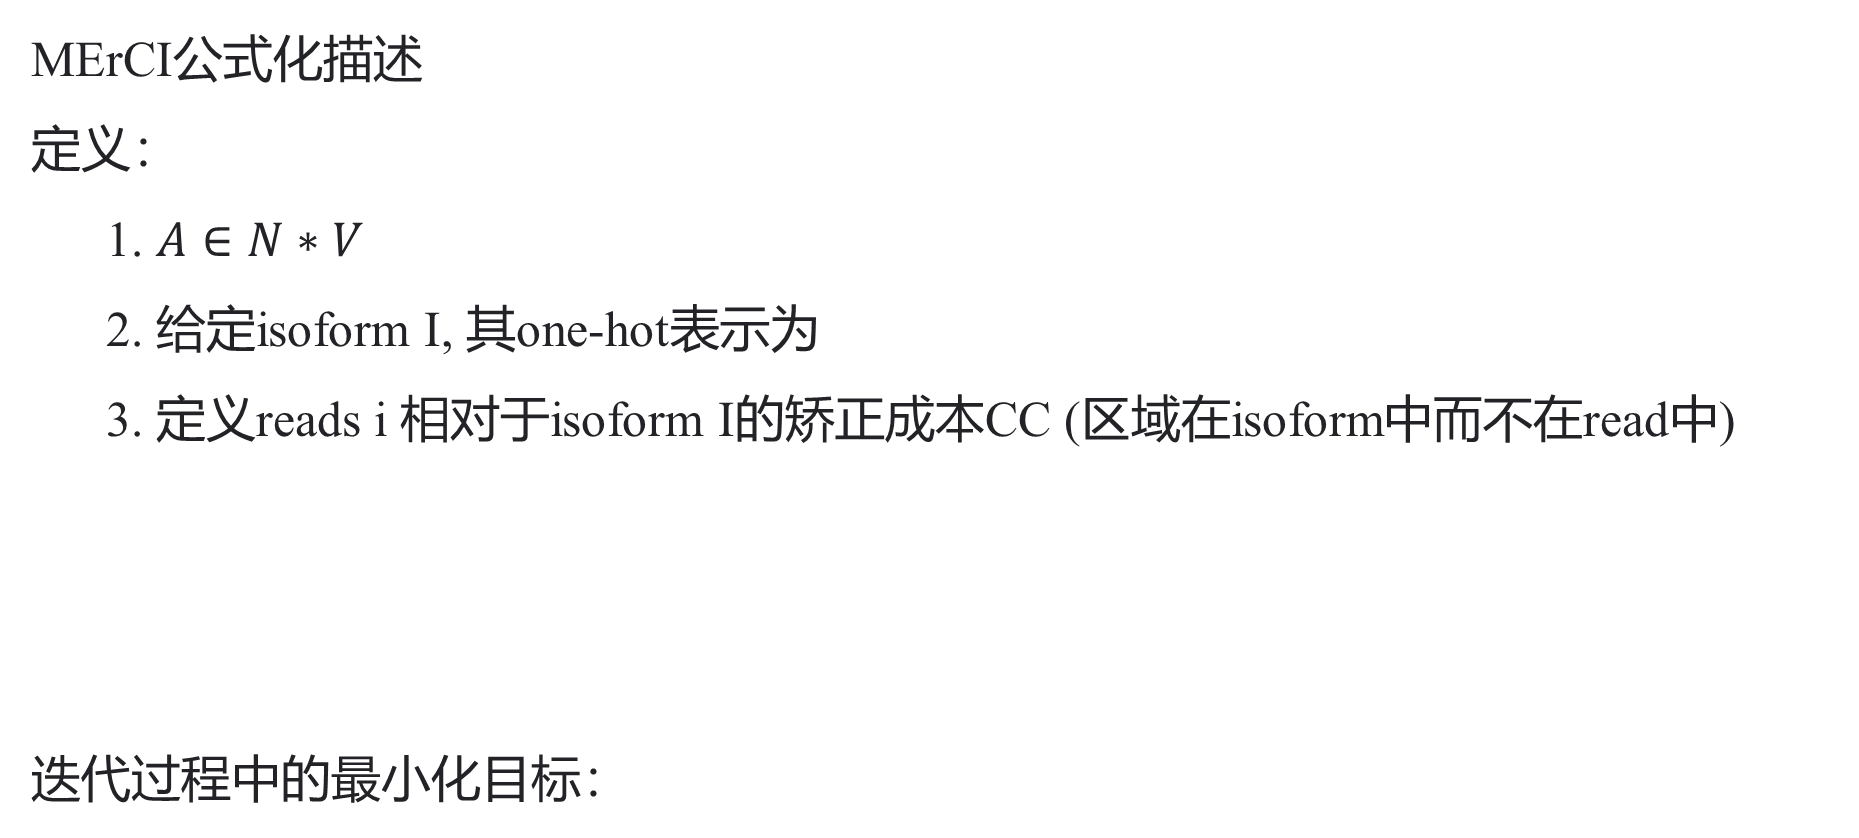 MErCI公式化描述
定义：
1. A ∈ N ∗ V
2. 给定isoform I, 其one-hot表示为
3. 定义reads i 相对于isoform I的矫正成本CC (区域在isoform中而不在read中)
迭代过程中的最小化目标：